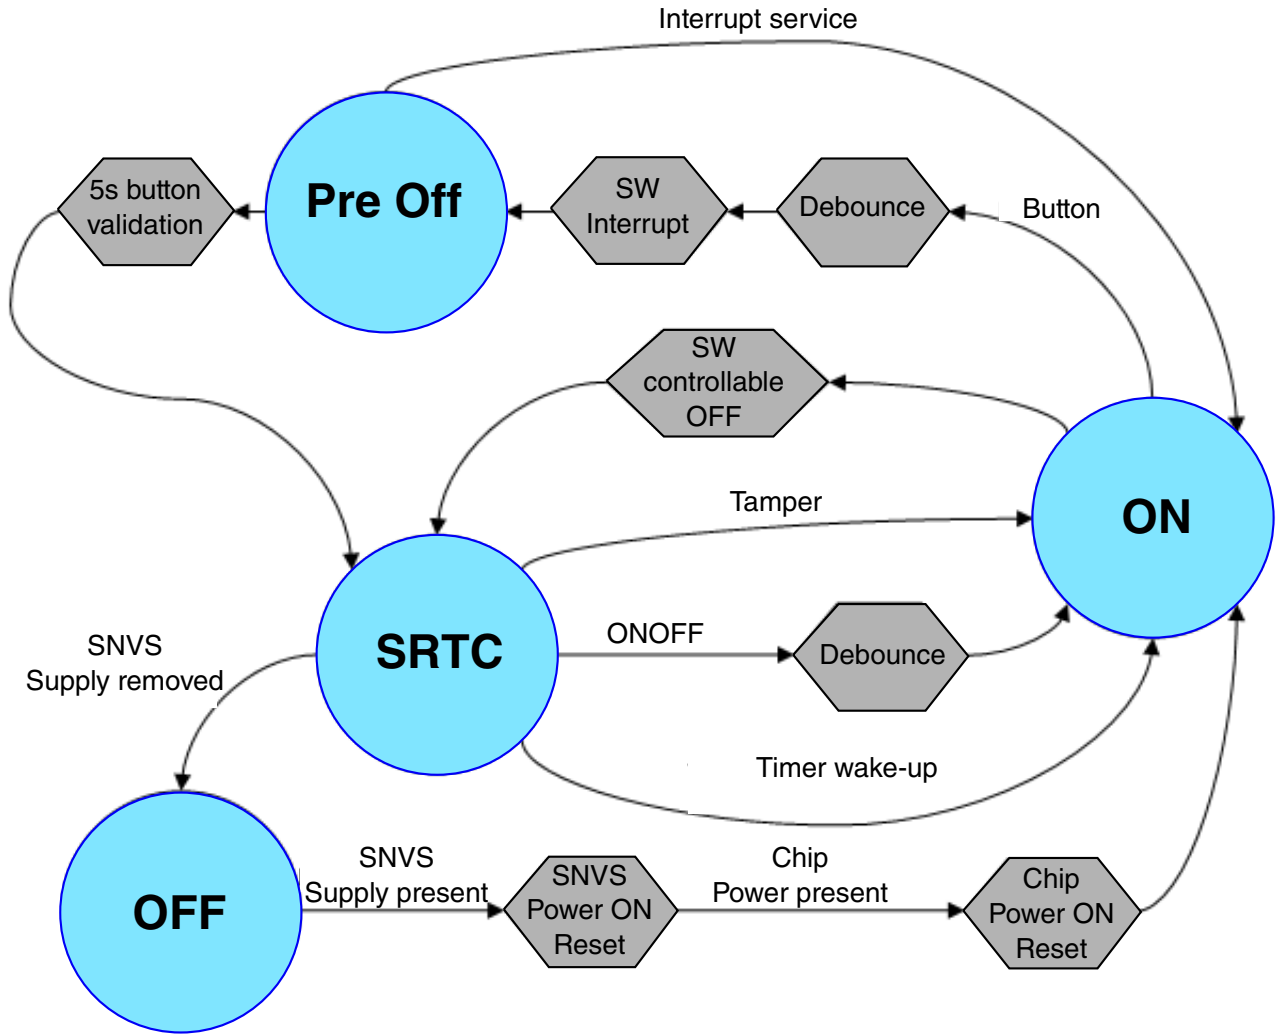 Interrupt service
5s button
validation
Pre Off
SW
Interrupt
Debounce
Button
SW
controllable
OFF
Tamper
ON
SRTC
ONOFF
Debounce
SNVS
Supply removed
Timer wake-up
OFF
SNVS
Supply present
SNVS
Power ON
Reset
Chip
Power present
Chip
Power ON
Reset